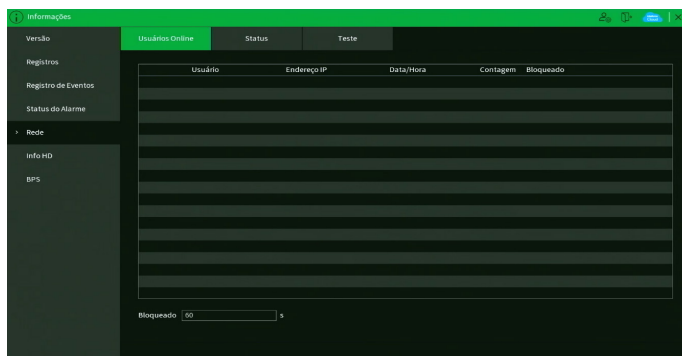 Informações
Versão
Registros
Registro de Eventos
Status do Alarme
Rede
Info HD
BPS
Usuários Online Status Teste
Usuário Endereço IP Data/Hora Contagem Bloqueado
Bloqueado 60 s